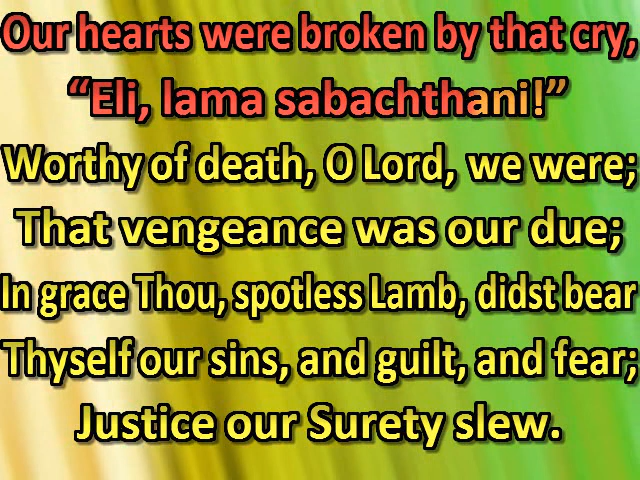 Our hearts were broken by that cry,
“Eli, lama sabachthani!”
Worthy of death, O Lord, we were;
That vengeance was our due;
In grace Thou, spotless Lamb, didst bear
Thyself our sins, and guilt, and fear;
Justice our Surety slew.